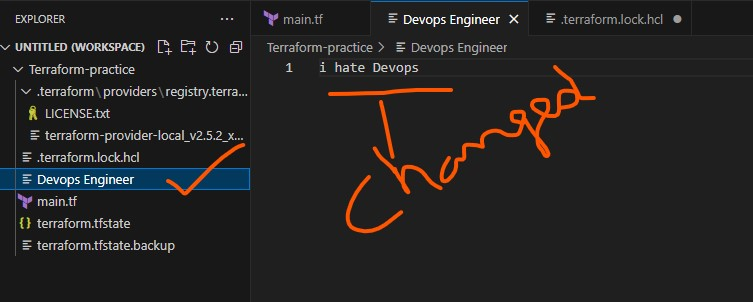 EXPLORER ...
UNTITLED (WORKSPACE)
Terraform-practice
.terraform\providers\registry.terra...
LICENSE.txt
terraform-provider-local_v2.5.2_x...
.terraform.lock.hcl
Devops Engineer
main.tf
{} terraform.tfstate
terraform.tfstate.backup
main.tf
Devops Engineer
.terraform.lock.hcl
Terraform-practice > Devops Engineer
1 i hate Devops
Changed